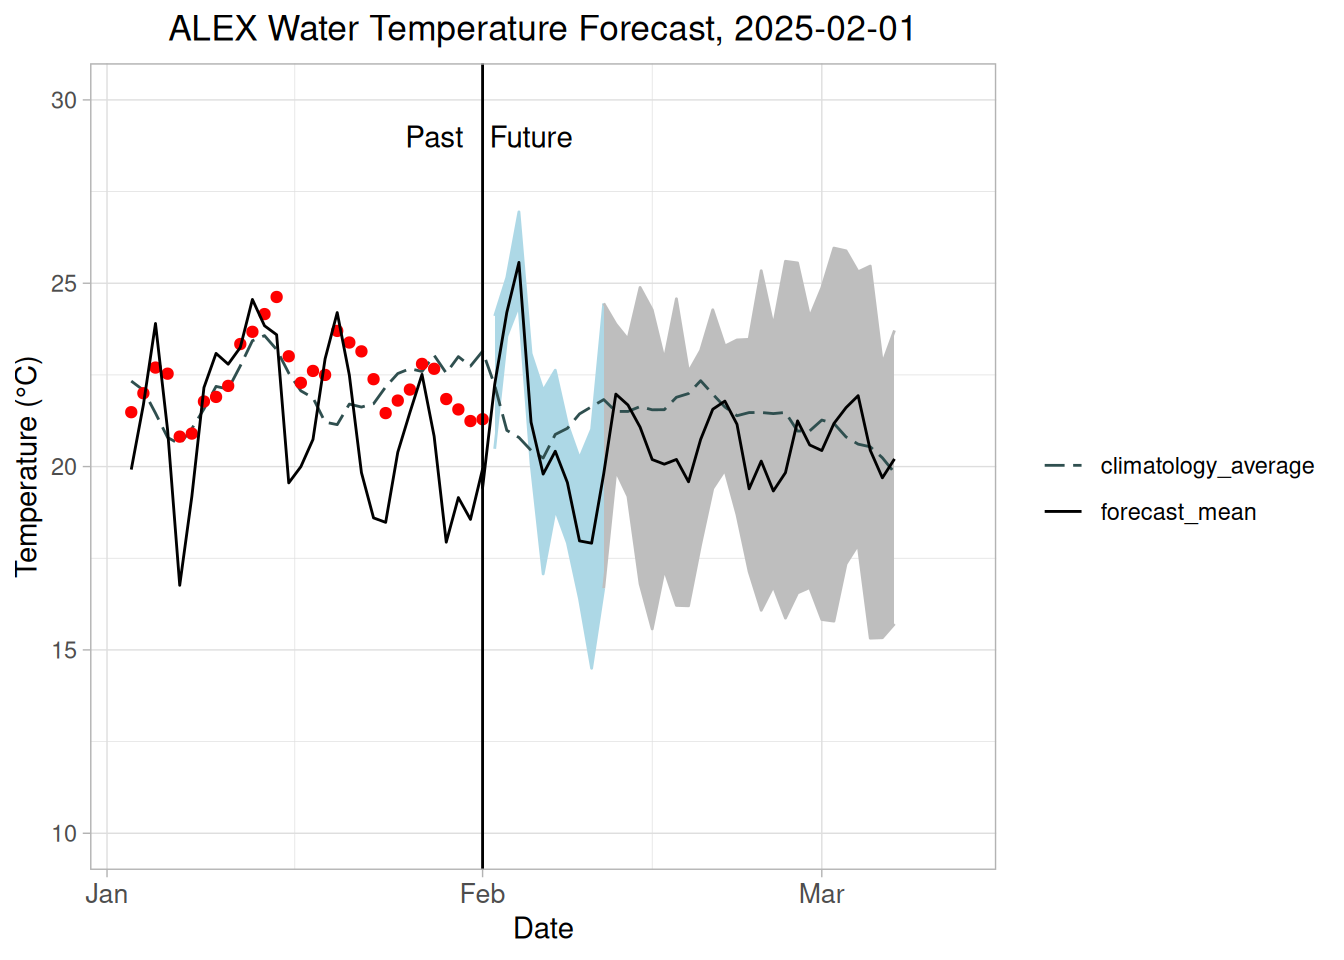 ALEX Water Temperature Forecast, 2025-02-01
30
Past Future
25
20
15
10
Temperature (°C)
Jan Feb Mar
Date
climatology_average
forecast_mean